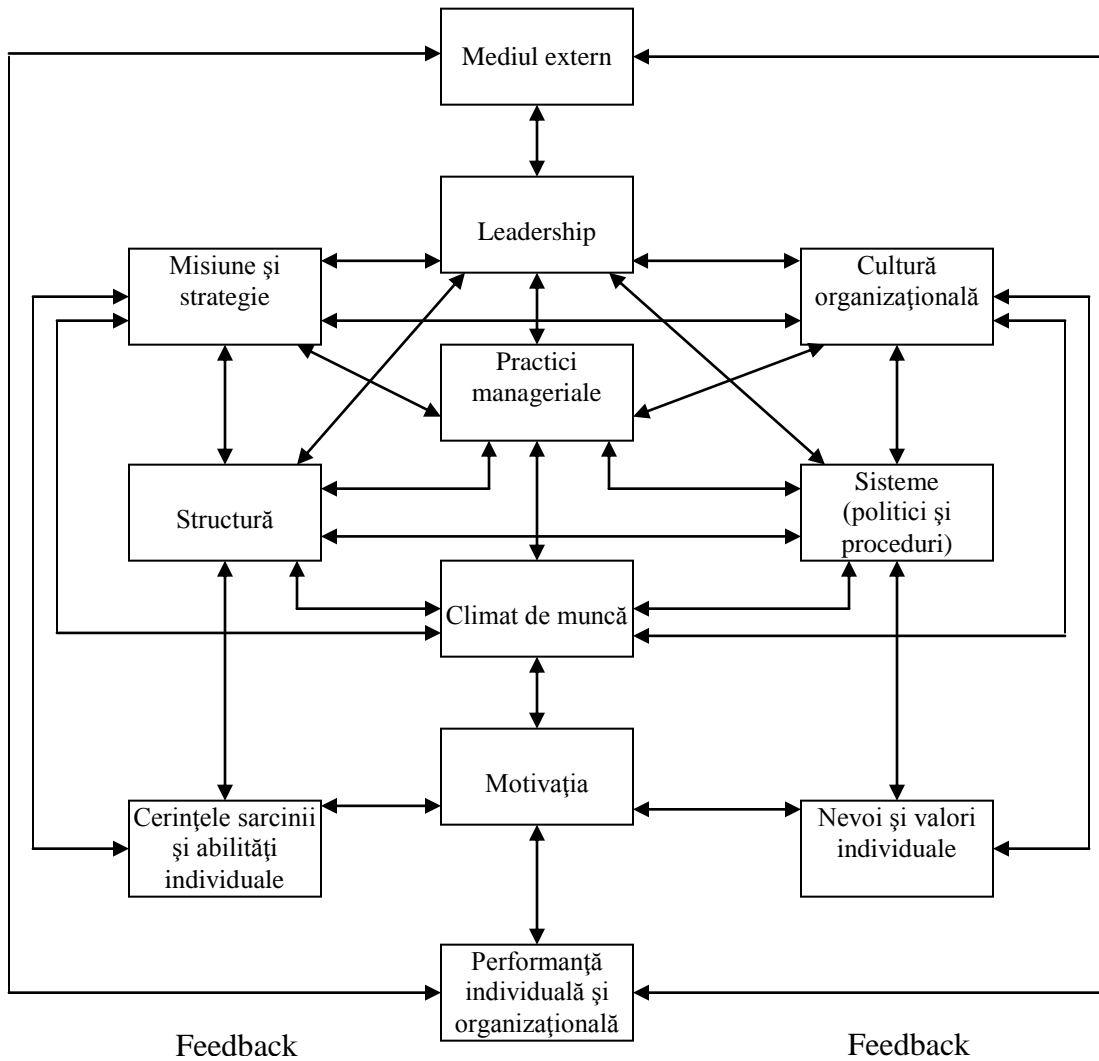 Mediul extern
Leadership
Misiune şi
strategie
Cultură
organizaţională
Practici
manageriale
Structură
Sisteme
(politici şi
proceduri)
Climat de muncă
Motivaţia
Cerinţele sarcinii
şi abilităţi
individuale
Nevoi şi valori
individuale
Performanţă
individuală şi
organizaţională
Feedback
Feedback